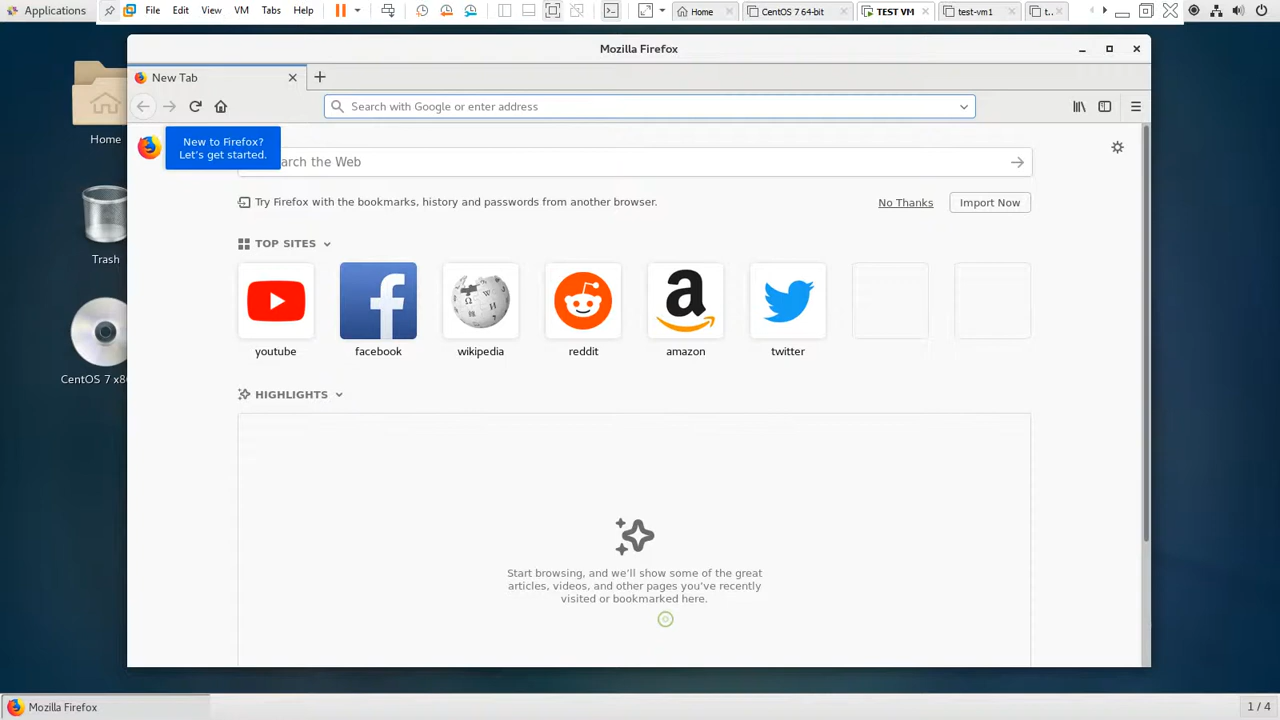 Applications File Edit View VM Tabs Help Home CentOS 7 64-bit TEST VM test-vm1 t...
Mozilla Firefox
New Tab
Search with Google or enter address
New to Firefox?
Let's get started.
arch the Web
Try Firefox with the bookmarks, history and passwords from another browser. No Thanks Import Now
TOP SITES
youtube facebook wikipedia reddit amazon twitter
HIGHLIGHTS
Start browsing, and we'll show some of the great
articles, videos, and other pages you've recently
visited or bookmarked here.
Home
Trash
CentOS 7 x8
Mozilla Firefox 1 / 4